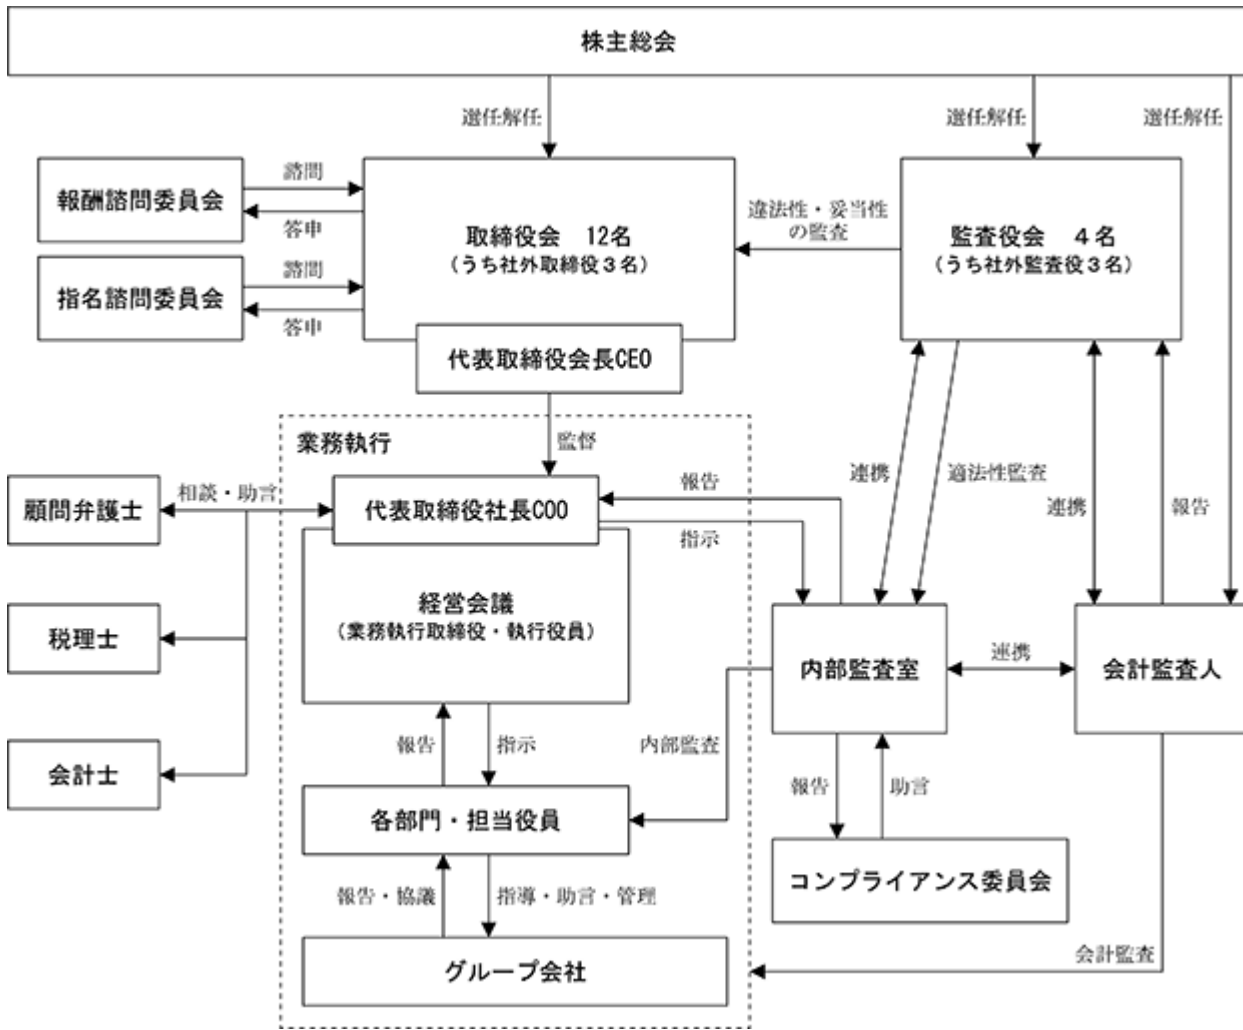 株主総会
選任解任
選任解任
選任解任
報酬諮問委員会
諮問
答申
指名諮問委員会
諮問
答申
取締役会　12名
(うち社外取締役３名)
違法性・妥当性
の監査
監査役会　４名
(うち社外監査役３名)
代表取締役会長CEO
監督
業務執行
顧問弁護士
相談・助言
税理士
会計士
代表取締役社長COO
経営会議
(業務執行取締役・執行役員)
報告
指示
連携
適法性監査
連携
報告
内部監査室
連携
会計監査人
報告
指示
内部監査
各部門・担当役員
報告
助言
コンプライアンス委員会
報告・協議
指導・助言・管理
グループ会社
会計監査